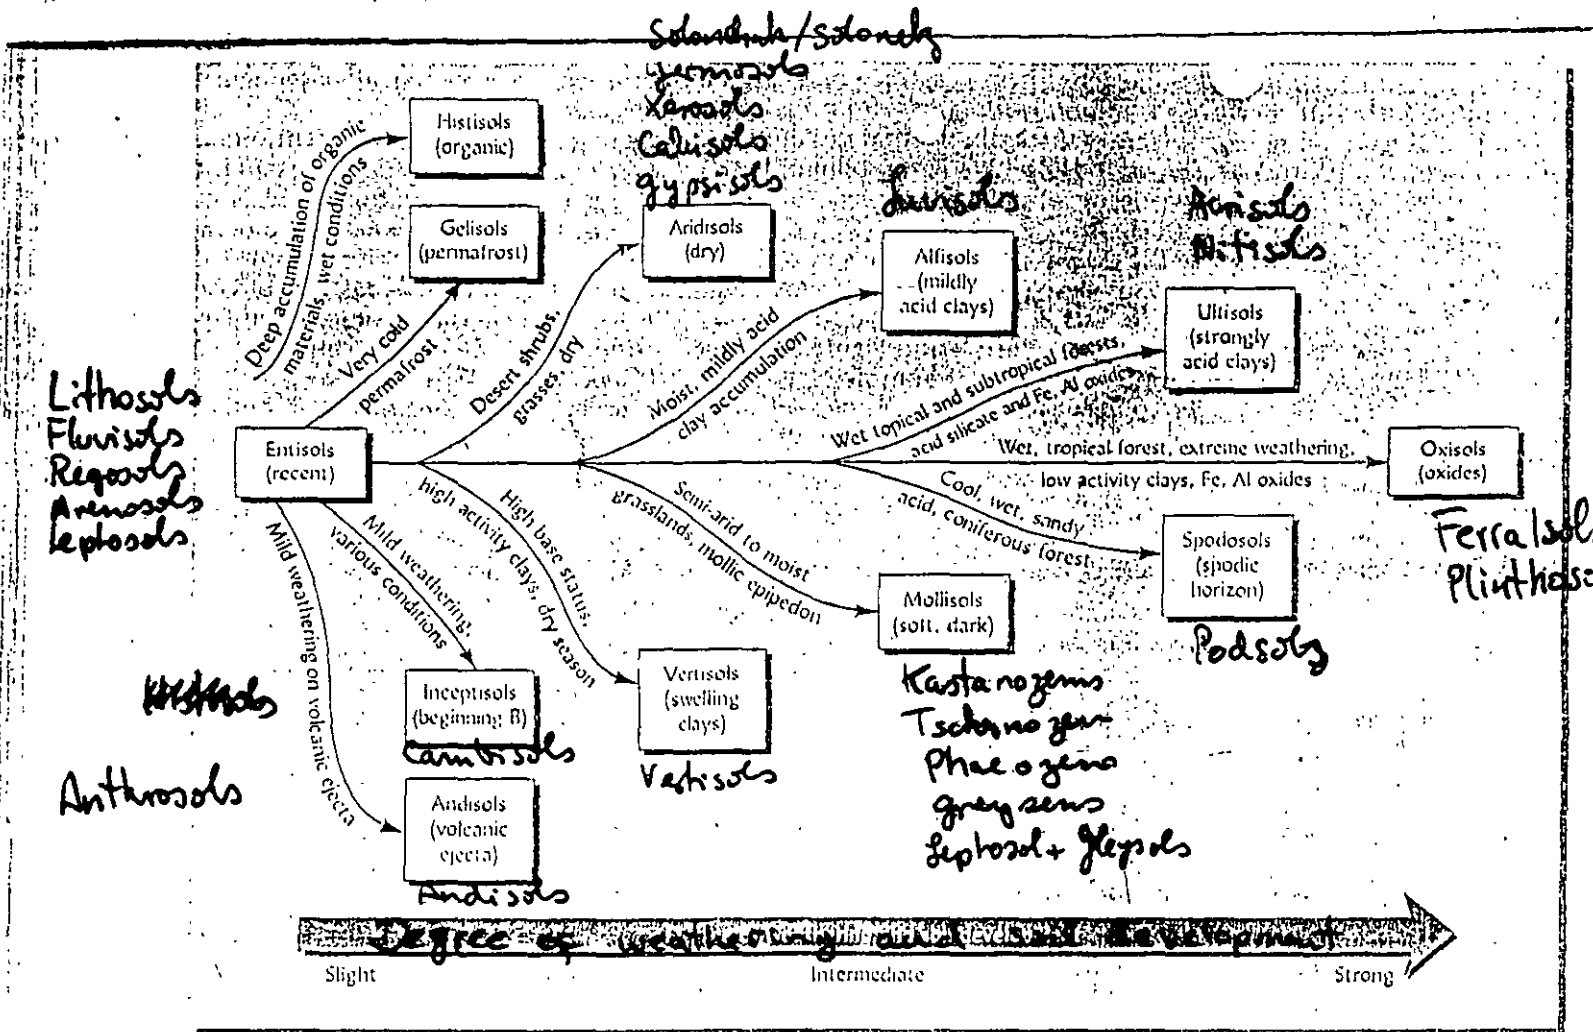 Solonchak/Solonetz
Yermosols
Xerosols
Calcisols
gypsisols
Histisols
(organic)
Deep accumulation of organic
materials, wet conditions
Gelisols
(permafrost)
Very cold
permafrost
Aridisols
(dry)
Desert shrubs,
grasses, dry
Luvisols
Alfisols
(mildly
acid clays)
Moist, mildly acid
clay accumulation
Acrisols
Nitisols
Ultisols
(strongly
acid clays)
Wet topical and subtropical forests,
acid silicate and Fe, Al oxides
Lithosols
Fluvisols
Regosols
Arenosols
Leptosols
Entisols
(recent)
Wet, tropical forest, extreme weathering,
low activity clays, Fe, Al oxides
Oxisols
(oxides)
Ferralsols
Plinthoso
Cool, wet, sandy
acid, coniferous forest
Spodosols
(spodic
horizon)
Podsolz
Semi-arid to moist
grasslands, mollic epipedon
Mollisols
(soft, dark)
Kastanozems
Tschernozem
Phaeozems
greyzems
Leptosol + gleysols
High base status,
high activity clays, dry season
Vertisols
(swelling
clays)
Vertisols
Mild weathering,
various conditions
Inceptisols
(beginning B)
Cambisols
Mild weathering on volcanic ejecta
Andisols
(volcanic
ejecta)
Andisols
Anthrosols
Degree of weathering and soil development
Slight
Intermediate
Strong